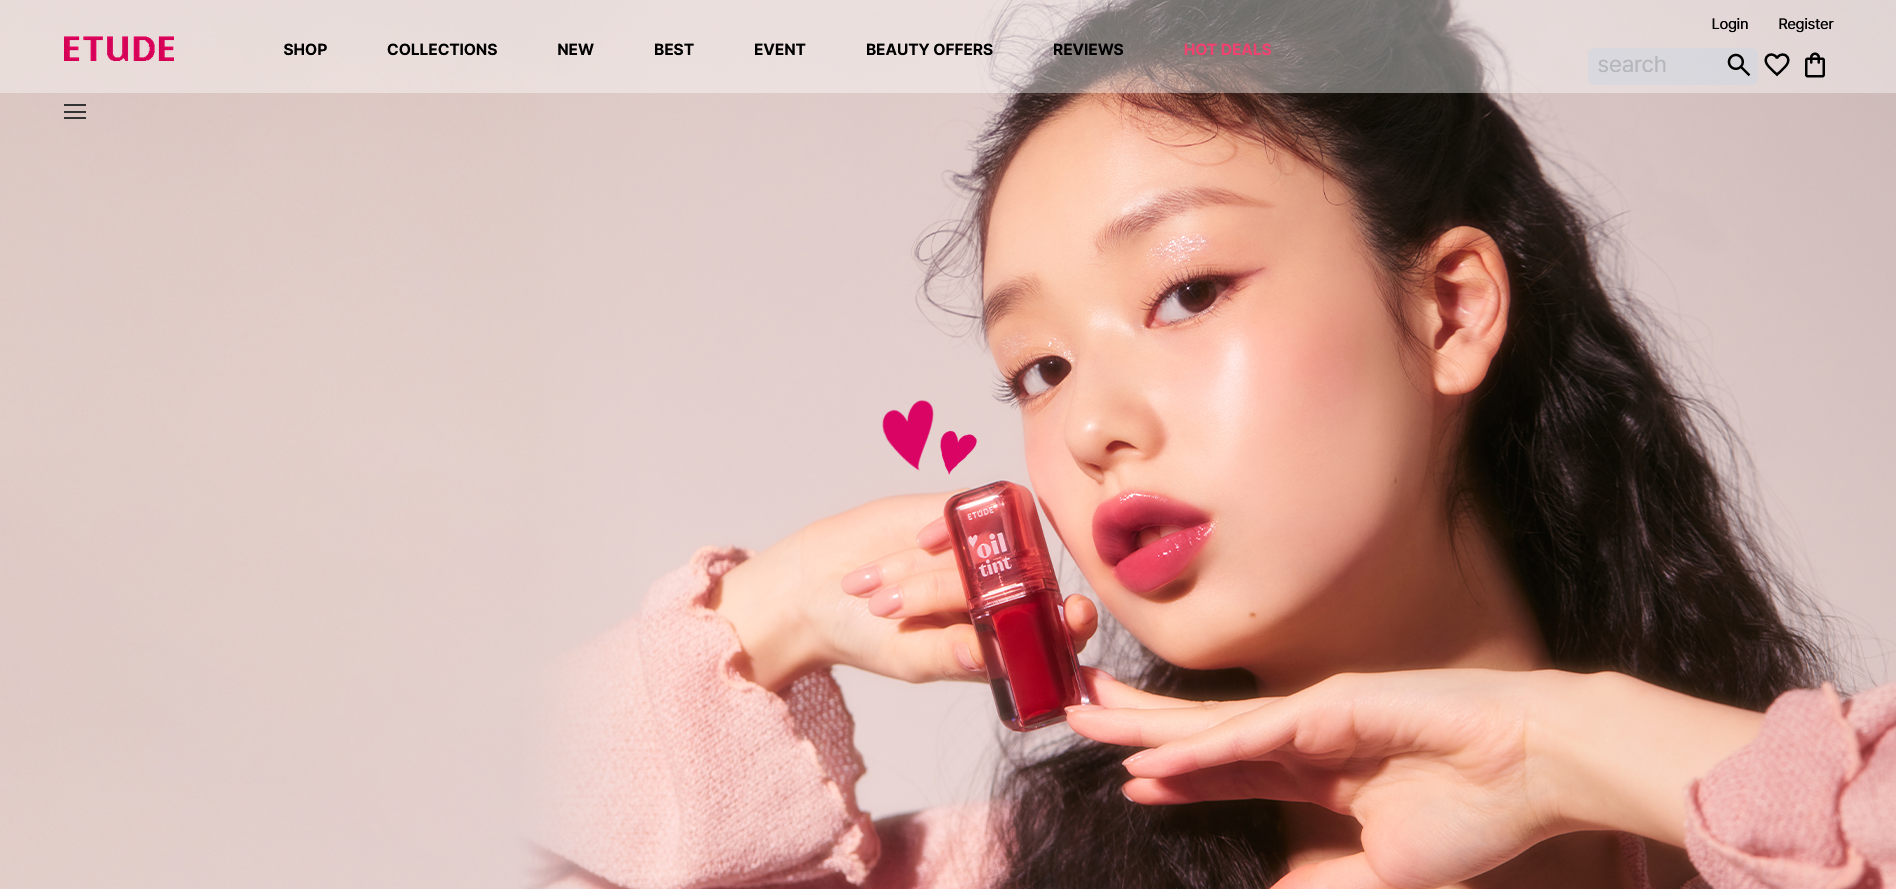 Login Register
ETUDE SHOP COLLECTIONS NEW BEST EVENT BEAUTY OFFERS REVIEWS HOT DEALS
search
ETUDE
oil
tint